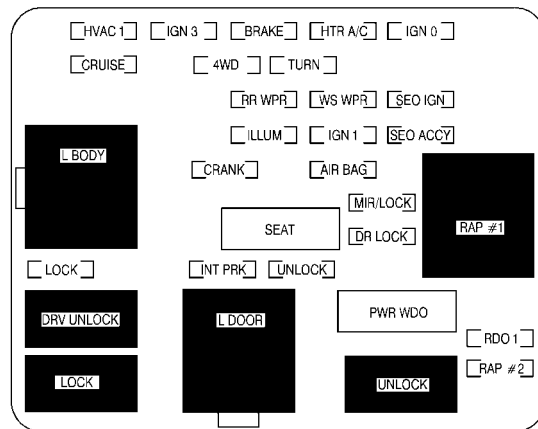 HVAC 1 IGN 3 BRAKE HTR A/C IGN 0
CRUISE 4WD TURN
RR WPR WS WPR SEO IGN
ILLUM IGN 1 SEO ACCY
L BODY
CRANK AIR BAG
MIR/LOCK
SEAT RAP #1
DR LOCK
LOCK INT PRK UNLOCK
DRV UNLOCK L DOOR PWR WDO
RDO 1
RAP #2
LOCK UNLOCK